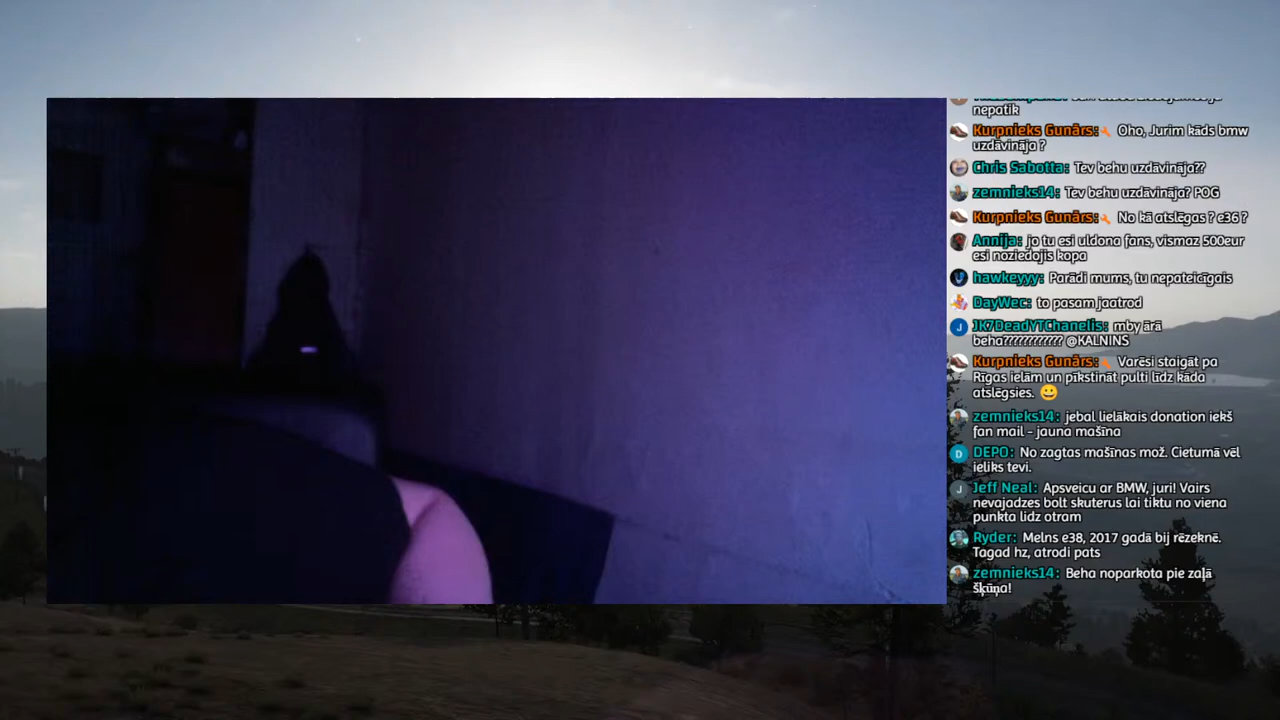 nepatik
Kurpnieks Gunārs: Oho, Jurim kāds bmw
uzdāvināja ?
Chris Sabotta: Tev behu uzdāvināja??
zemnieks14: Tev behu uzdāvināja? POG
Kurpnieks Gunārs: No kā atslēgas ? e36 ?
Annija: jo tu esi uldona fans, vismaz 500eur
esi noziedojis kopa
hawkeyyy: Parādi mums, tu nepateicīgais
DayWec: to pasam jaatrod
JK7DeadYTChanelis: mby ārā
beha??????????? @KALNINS
Kurpnieks Gunārs: Varēsi staigāt pa
Rīgas ielām un pīkstināt pulti līdz kāda
atslēgsies. 😀
zemnieks14: jebal lielākais donation iekš
fan mail - jauna mašīna
DEPO: No zagtas mašīnas mož. Cietumā vēl
ieliks tevi.
Jeff Neal: Apsveicu ar BMW, juri! Vairs
nevajadzes bolt skuterus lai tiktu no viena
punkta lidz otram
Ryder: Melns e38, 2017 gadā bij rēzeknē.
Tagad hz, atrodi pats
zemnieks14: Beha noparkota pie zaļā
šķūņa!